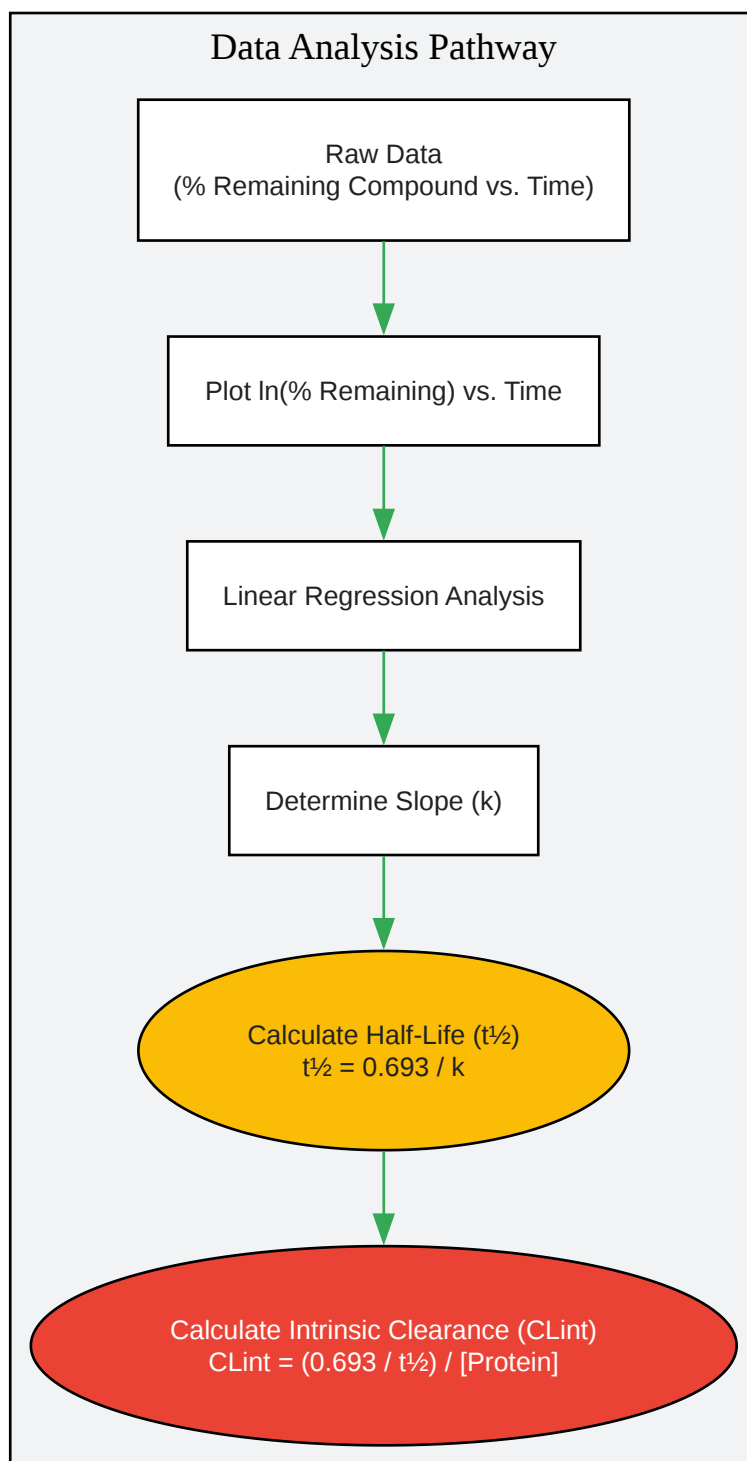 Data Analysis Pathway
Raw Data
(% Remaining Compound vs. Time)
Plot ln(% Remaining) vs. Time
Linear Regression Analysis
Determine Slope (k)
Calculate Half-Life (t½)
t½ = 0.693 / k
Calculate Intrinsic Clearance (CLint)
CLint = (0.693 / t½) / [Protein]